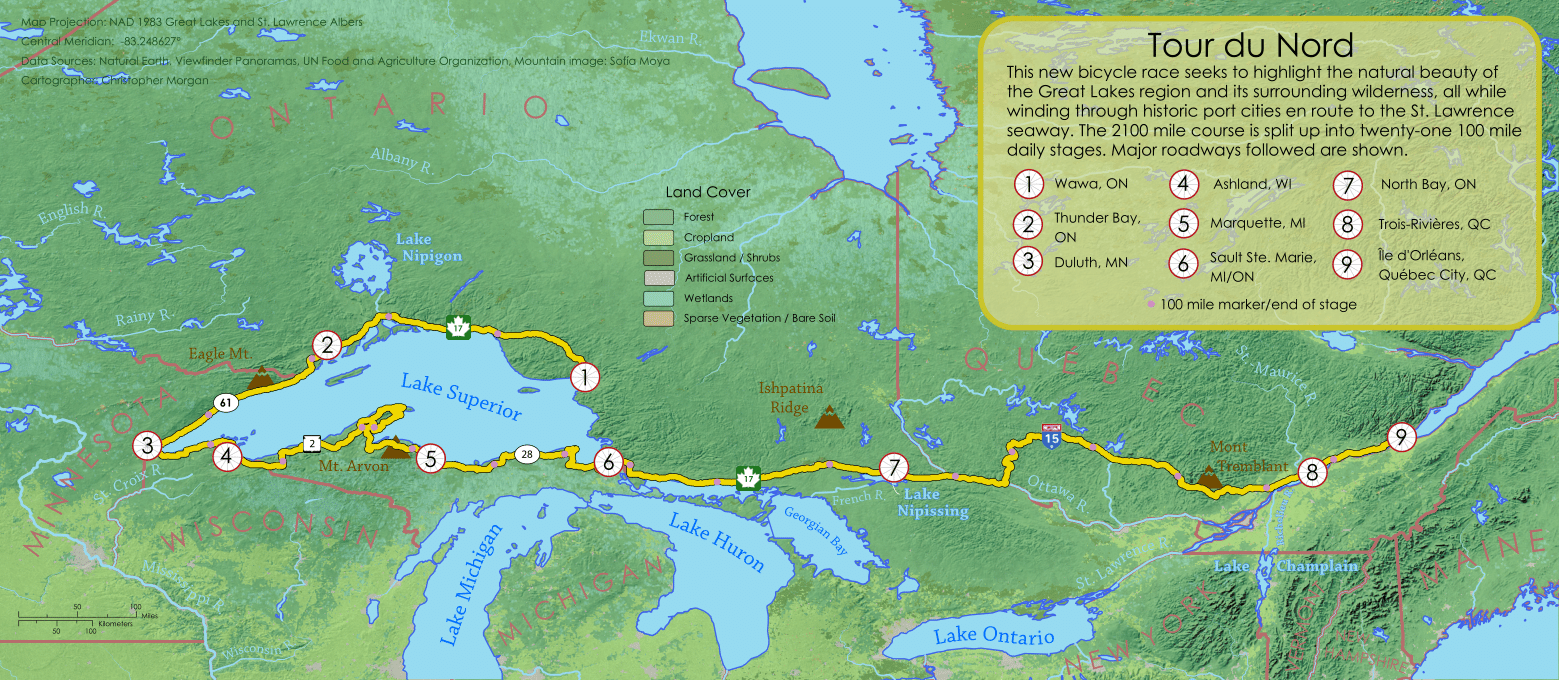 Map Projection: NAD 1983 Great Lakes and St. Lawrence Albers
Central Meridian: -83.248627°
Data Sources: Natural Earth, Viewfinder Panoramas, UN Food and Agriculture Organization, Mountain image: Sofia Moya
Cartographer: Christopher Morgan
Tour du Nord
This new bicycle race seeks to highlight the natural beauty of
the Great Lakes region and its surrounding wilderness, all while
winding through historic port cities en route to the St. Lawrence
seaway. The 2100 mile course is split up into twenty-one 100 mile
daily stages. Major roadways followed are shown.
1 Wawa, ON
2 Thunder Bay,
ON
3 Duluth, MN
4 Ashland, WI
5 Marquette, MI
6 Sault Ste. Marie,
MI/ON
7 North Bay, ON
8 Trois-Rivières, QC
9 Île d'Orléans,
Québec City, QC
100 mile marker/end of stage
Land Cover
Forest
Cropland
Grassland / Shrubs
Artificial Surfaces
Wetlands
Sparse Vegetation / Bare Soil
Ekwan R.
ONTARIO
Albany R.
English R.
Lake
Nipigon
Rainy R.
Eagle Mt.
2
17
1
Lake Superior
61
MINNESOTA
3
4
2
Mt. Arvon
5
28
6
17
Ishpatina
Ridge
7
Lake
Nipissing
French R.
QUÉBEC
St. Maurice R.
15
Ottawa R.
Mont
Tremblant
8
9
St. Croix R.
WISCONSIN
Mississippi R.
Wisconsin R.
Lake Michigan
MICHIGAN
Lake Huron
Georgian Bay
Lake Ontario
St. Lawrence R.
Lake Champlain
NEW YORK
VERMONT
NEW
HAMPSHIRE
MAINE
50 100
Miles
Kilometers
50 100